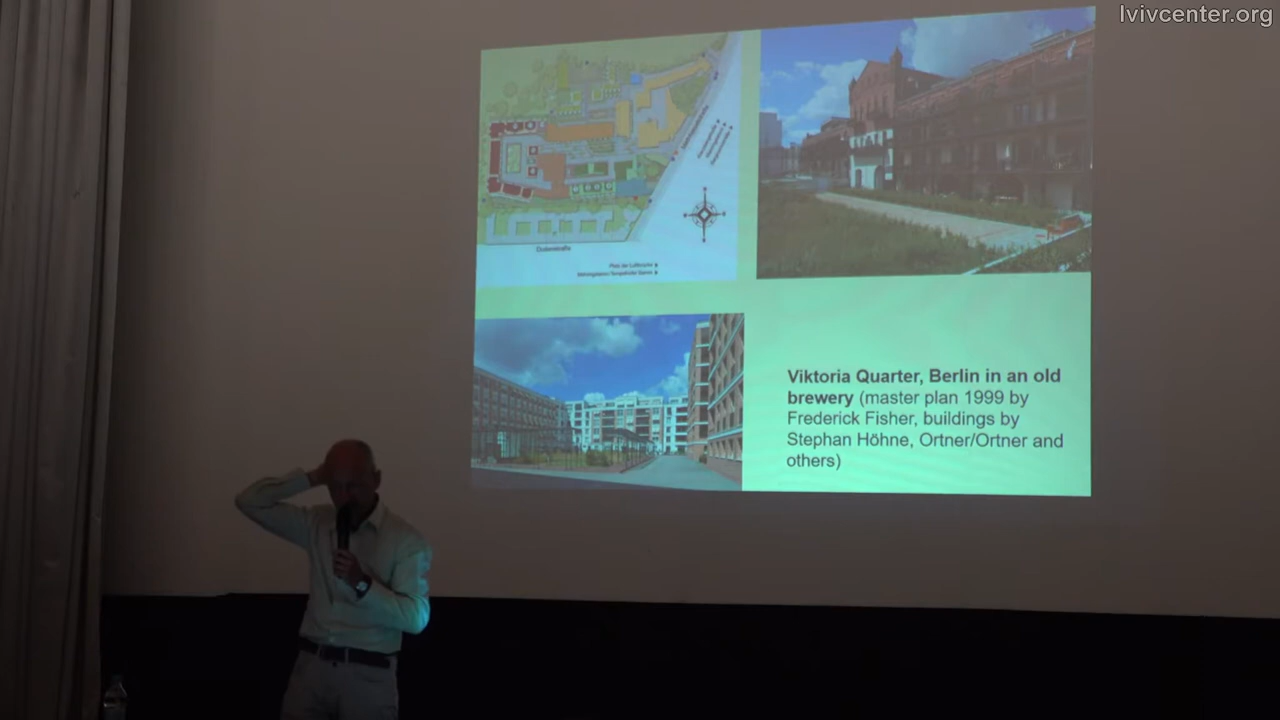 lvivcenter.org
Viktoria Quarter, Berlin in an old
brewery (master plan 1999 by
Frederick Fisher, buildings by
Stephan Höhne, Ortner/Ortner and
others)